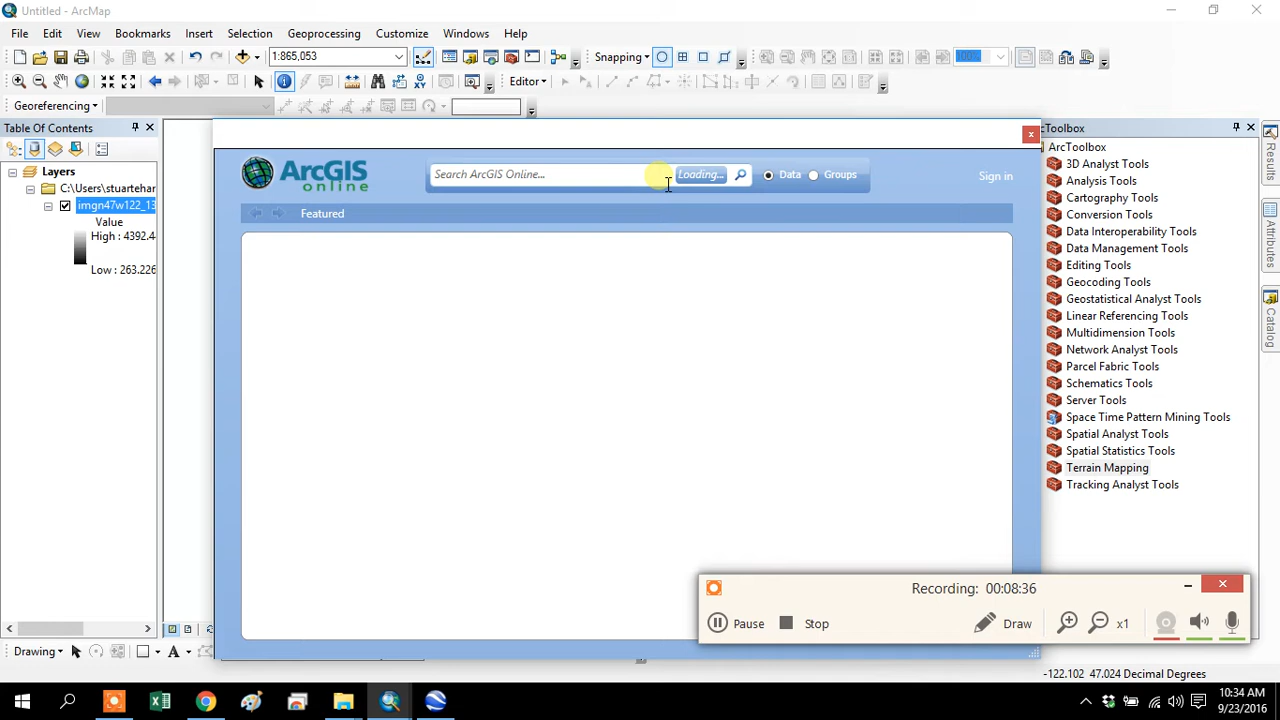 Untitled - ArcMap
File Edit View Bookmarks Insert Selection Geoprocessing Customize Windows Help
1:865,053 Snapping 100%
Editor
Georeferencing
Table Of Contents
Layers
C:\Users\stuartehar
imgn47w122_13
Value
High : 4392.4
Low : 263.226
ArcGIS
online
Search ArcGIS Online... Loading... Data Groups
Sign in
Featured
cToolbox
ArcToolbox
3D Analyst Tools
Analysis Tools
Cartography Tools
Conversion Tools
Data Interoperability Tools
Data Management Tools
Editing Tools
Geocoding Tools
Geostatistical Analyst Tools
Linear Referencing Tools
Multidimension Tools
Network Analyst Tools
Parcel Fabric Tools
Schematics Tools
Server Tools
Space Time Pattern Mining Tools
Spatial Analyst Tools
Spatial Statistics Tools
Terrain Mapping
Tracking Analyst Tools
Results
Attributes
Catalog
Recording: 00:08:36
Pause Stop Draw x1
Drawing A
-122.102 47.024 Decimal Degrees
10:34 AM
9/23/2016